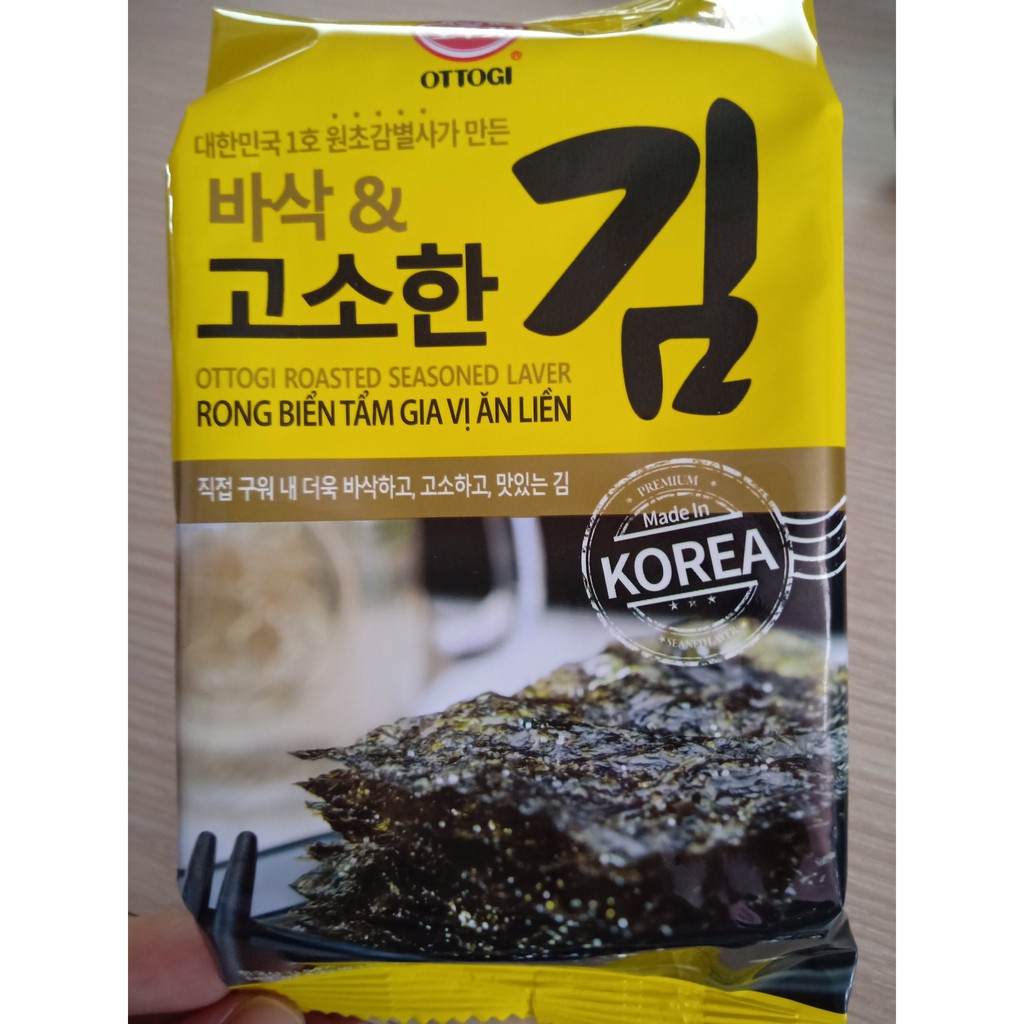 OTTOGI
대한민국 1호 원초감별사가 만든
바삭 &
고소한
김
OTTOGI ROASTED SEASONED LAVER
RONG BIỂN TẨM GIA VỊ ĂN LIỀN
직접 구워 내 더욱 바삭하고, 고소하고, 맛있는 김
PREMIUM
Made In
KOREA